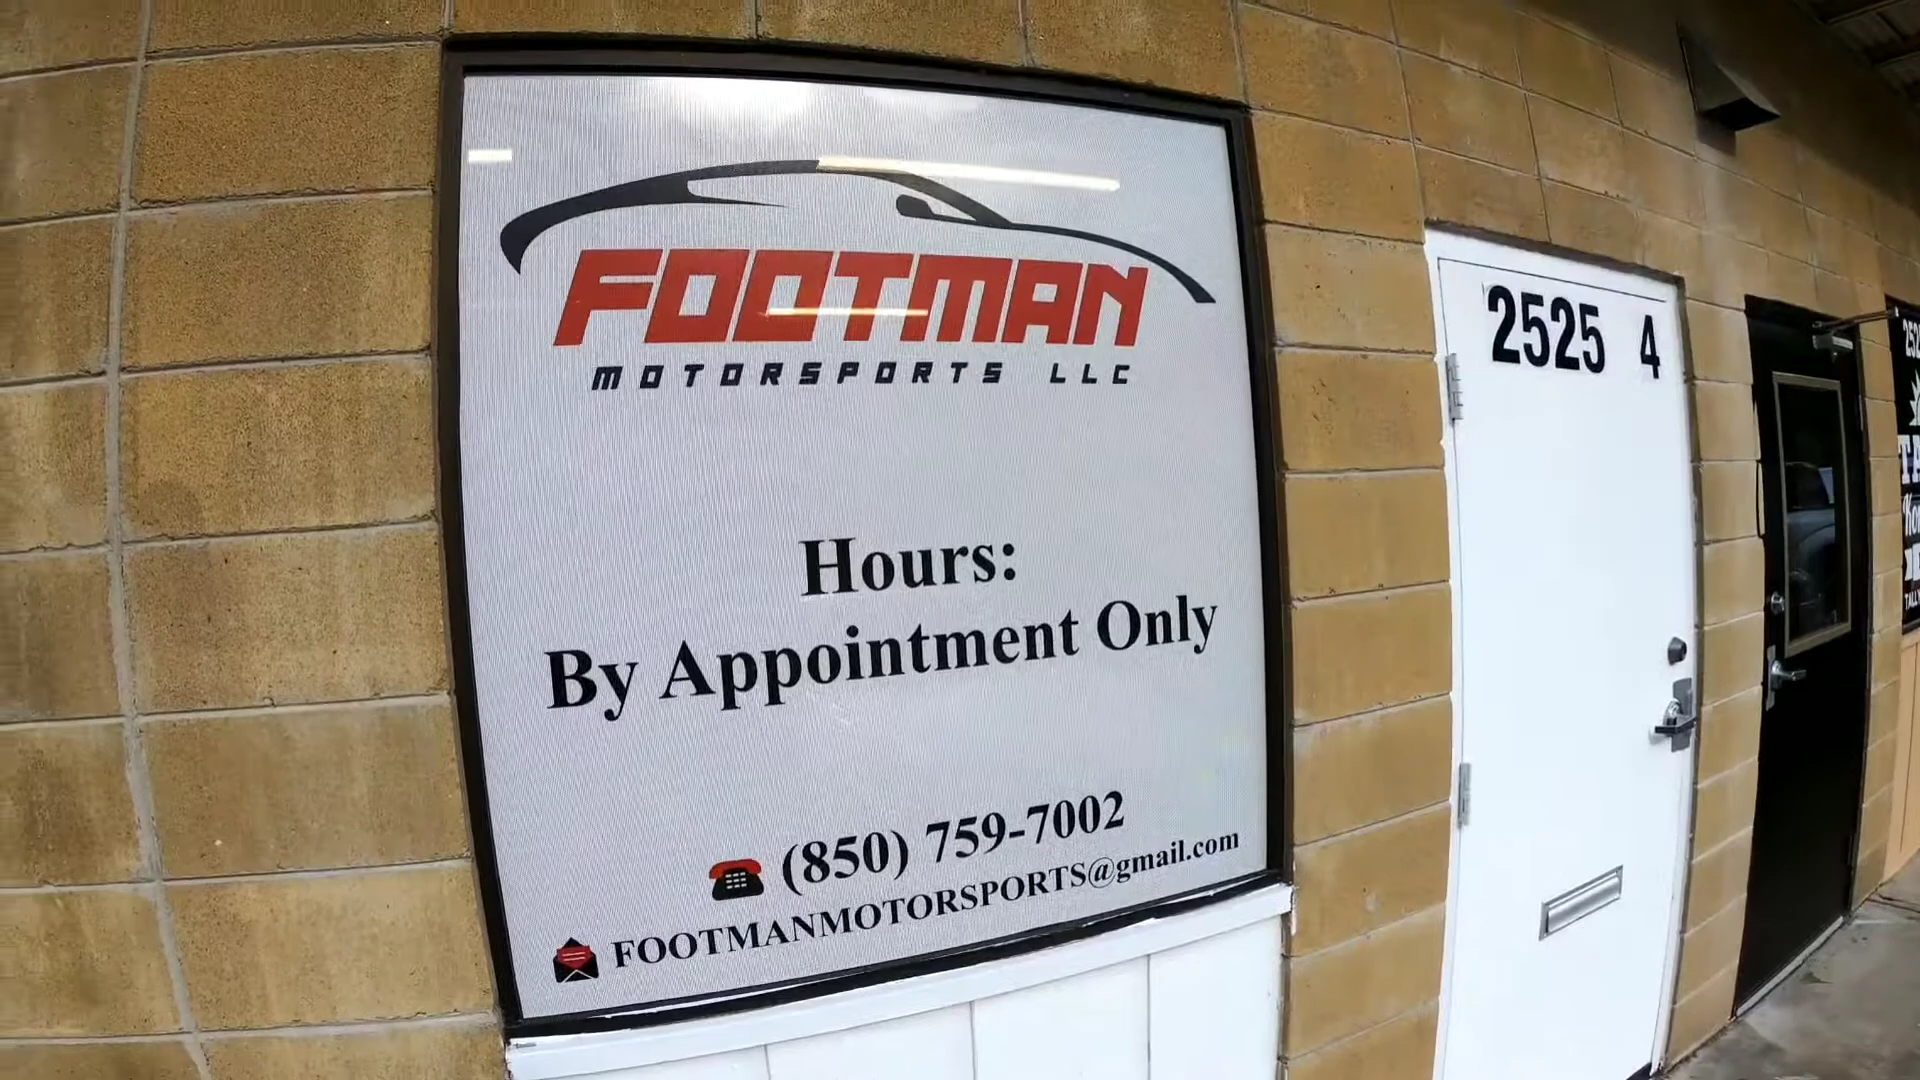 FOOTMAN
MOTORSPORTS LLC
Hours:
By Appointment Only
(850) 759-7002
FOOTMANMOTORSPORTS@gmail.com
2525 4